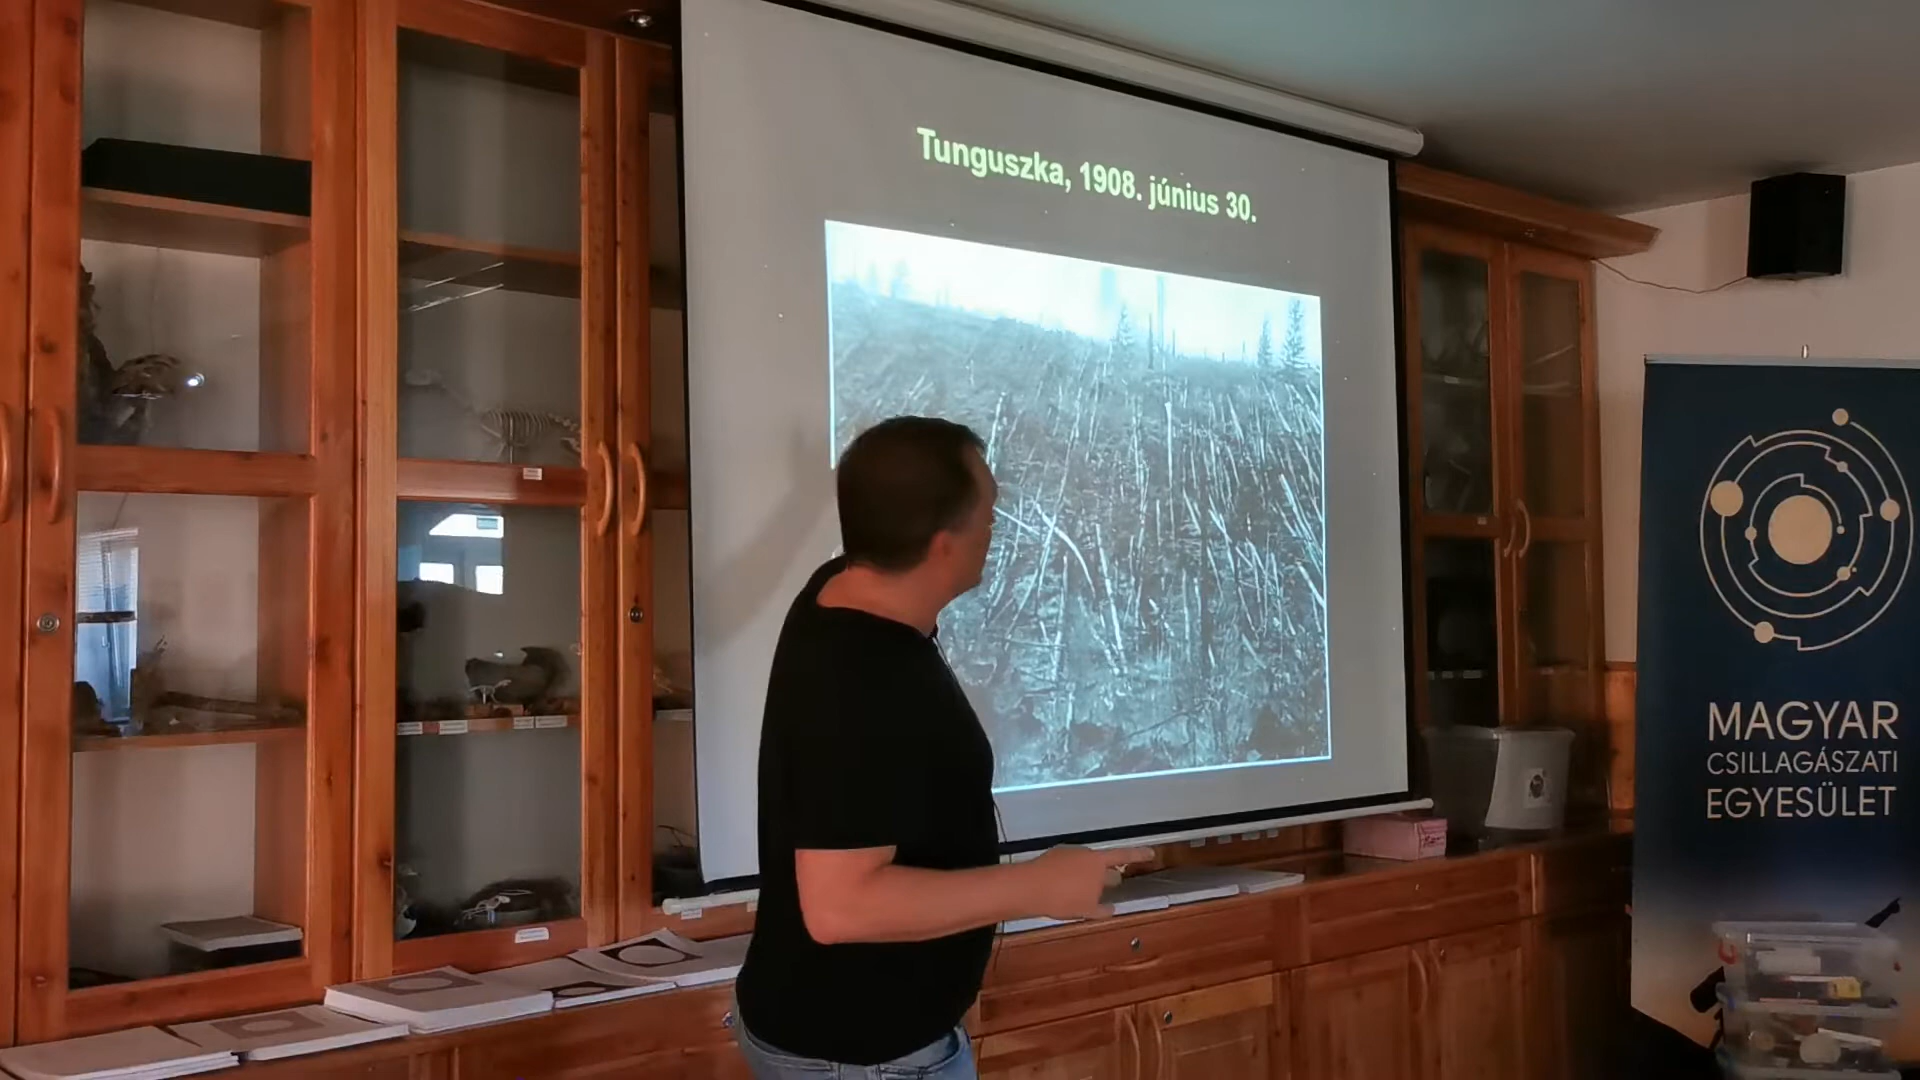 Tunguszka, 1908. június 30.
MAGYAR
CSILLAGÁSZATI
EGYESÜLET